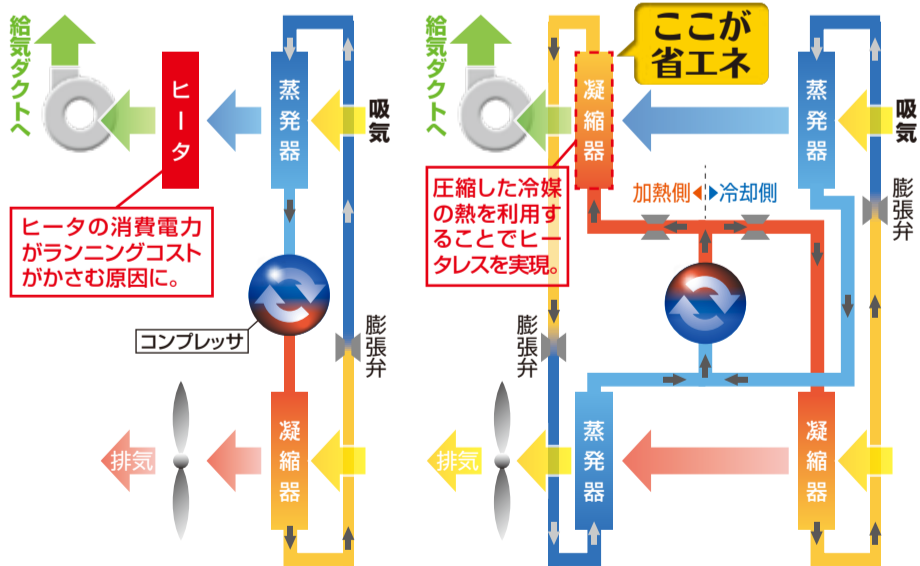 給気ダクトへ
ヒータ
蒸発器
吸気
ヒータの消費電力
がランニングコスト
がかさむ原因に。
コンプレッサ
膨張弁
排気
凝縮器
給気ダクトへ
ここが
省エネ
凝縮器
蒸発器
吸気
圧縮した冷媒
の熱を利用す
ることでヒー
タレスを実現。
加熱側
冷却側
膨張弁
膨張弁
排気
蒸発器
凝縮器